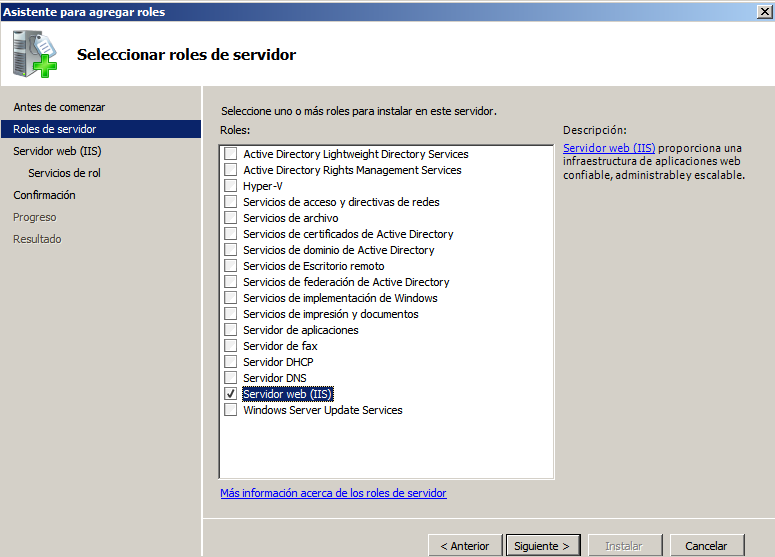 Asistente para agregar roles
Seleccionar roles de servidor
Antes de comenzar
Roles de servidor
Servidor web (IIS)
Servicios de rol
Confirmación
Progreso
Resultado
Seleccione uno o más roles para instalar en este servidor.
Roles:
Active Directory Lightweight Directory Services
Active Directory Rights Management Services
Hyper-V
Servicios de acceso y directivas de redes
Servicios de archivo
Servicios de certificados de Active Directory
Servicios de dominio de Active Directory
Servicios de Escritorio remoto
Servicios de federación de Active Directory
Servicios de implementación de Windows
Servicios de impresión y documentos
Servidor de aplicaciones
Servidor de fax
Servidor DHCP
Servidor DNS
Servidor web (IIS)
Windows Server Update Services
Más información acerca de los roles de servidor
Descripción:
Servidor web (IIS) proporciona una
infraestructura de aplicaciones web
confiable, administrable y escalable.
< Anterior
Siguiente >
Instalar
Cancelar